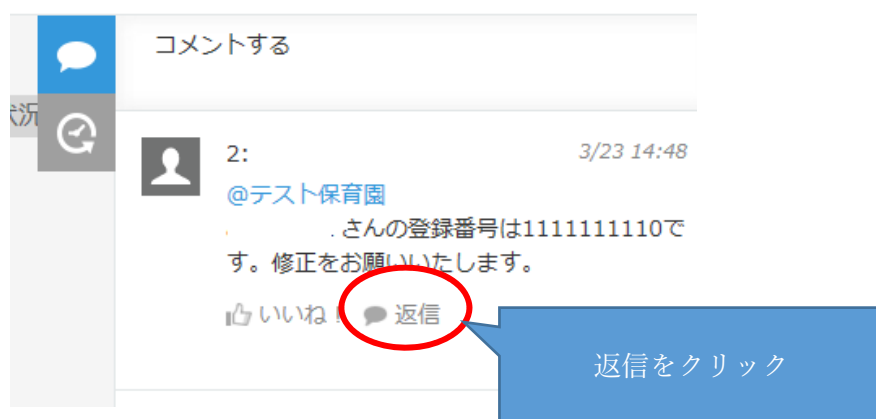 コメントする
状況
2:
3/23 14:48
@テスト保育園
さんの登録番号は1111111110で
す。修正をお願いいたします。
いいね！ 返信
返信をクリック